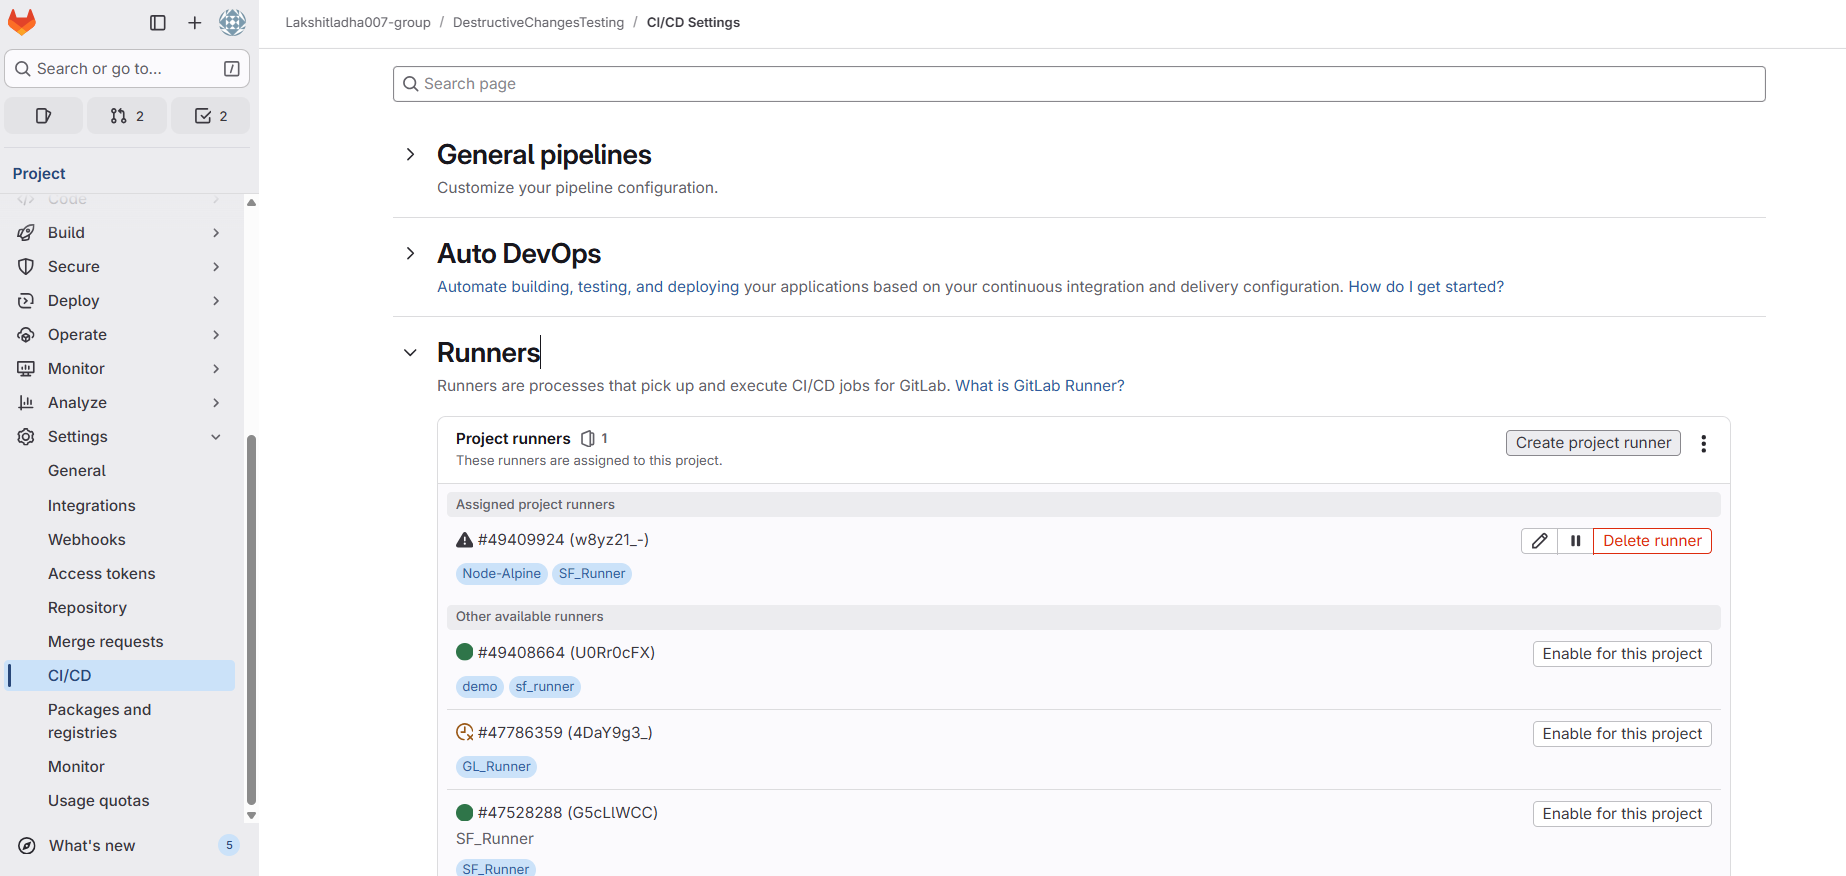 Lakshitladha007-group / DestructiveChangesTesting / CI/CD Settings
Search or go to...
/
2
2
Project
Code
Build
Secure
Deploy
Operate
Monitor
Analyze
Settings
General
Integrations
Webhooks
Access tokens
Repository
Merge requests
CI/CD
Packages and
registries
Monitor
Usage quotas
What's new
5
Search page
General pipelines
Customize your pipeline configuration.
Auto DevOps
Automate building, testing, and deploying your applications based on your continuous integration and delivery configuration. How do I get started?
Runners
Runners are processes that pick up and execute CI/CD jobs for GitLab. What is GitLab Runner?
Project runners 1
Create project runner
These runners are assigned to this project.
Assigned project runners
#49409924 (w8yz21_-)
Delete runner
Node-Alpine SF_Runner
Other available runners
#49408664 (U0Rr0cFX)
Enable for this project
demo sf_runner
#47786359 (4DaY9g3_)
Enable for this project
GL_Runner
#47528288 (G5cLlWCC)
Enable for this project
SF_Runner
SF_Runner